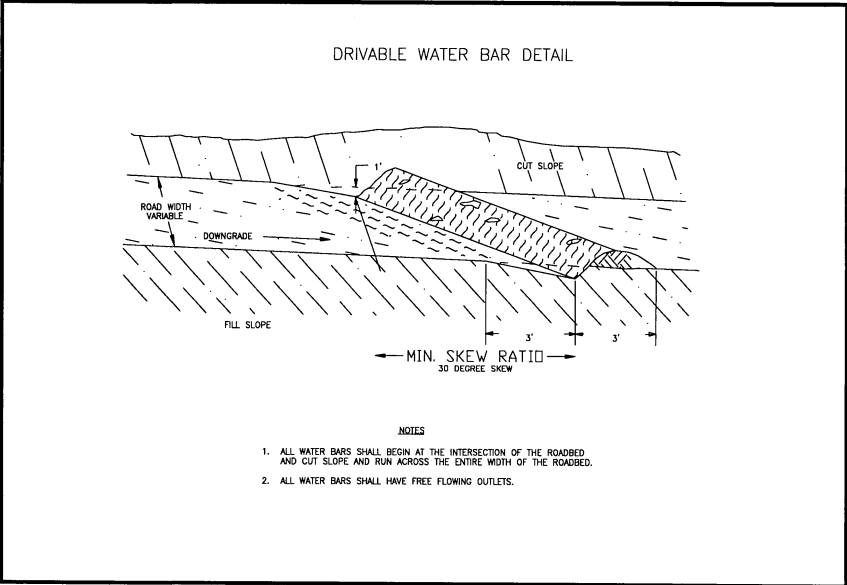 DRIVABLE WATER BAR DETAIL
1'
CUT SLOPE
ROAD WIDTH
VARIABLE
DOWNGRADE
FILL SLOPE
3'
3'
MIN. SKEW RATIO
30 DEGREE SKEW
NOTES
1. ALL WATER BARS SHALL BEGIN AT THE INTERSECTION OF THE ROADBED
AND CUT SLOPE AND RUN ACROSS THE ENTIRE WIDTH OF THE ROADBED.
2. ALL WATER BARS SHALL HAVE FREE FLOWING OUTLETS.